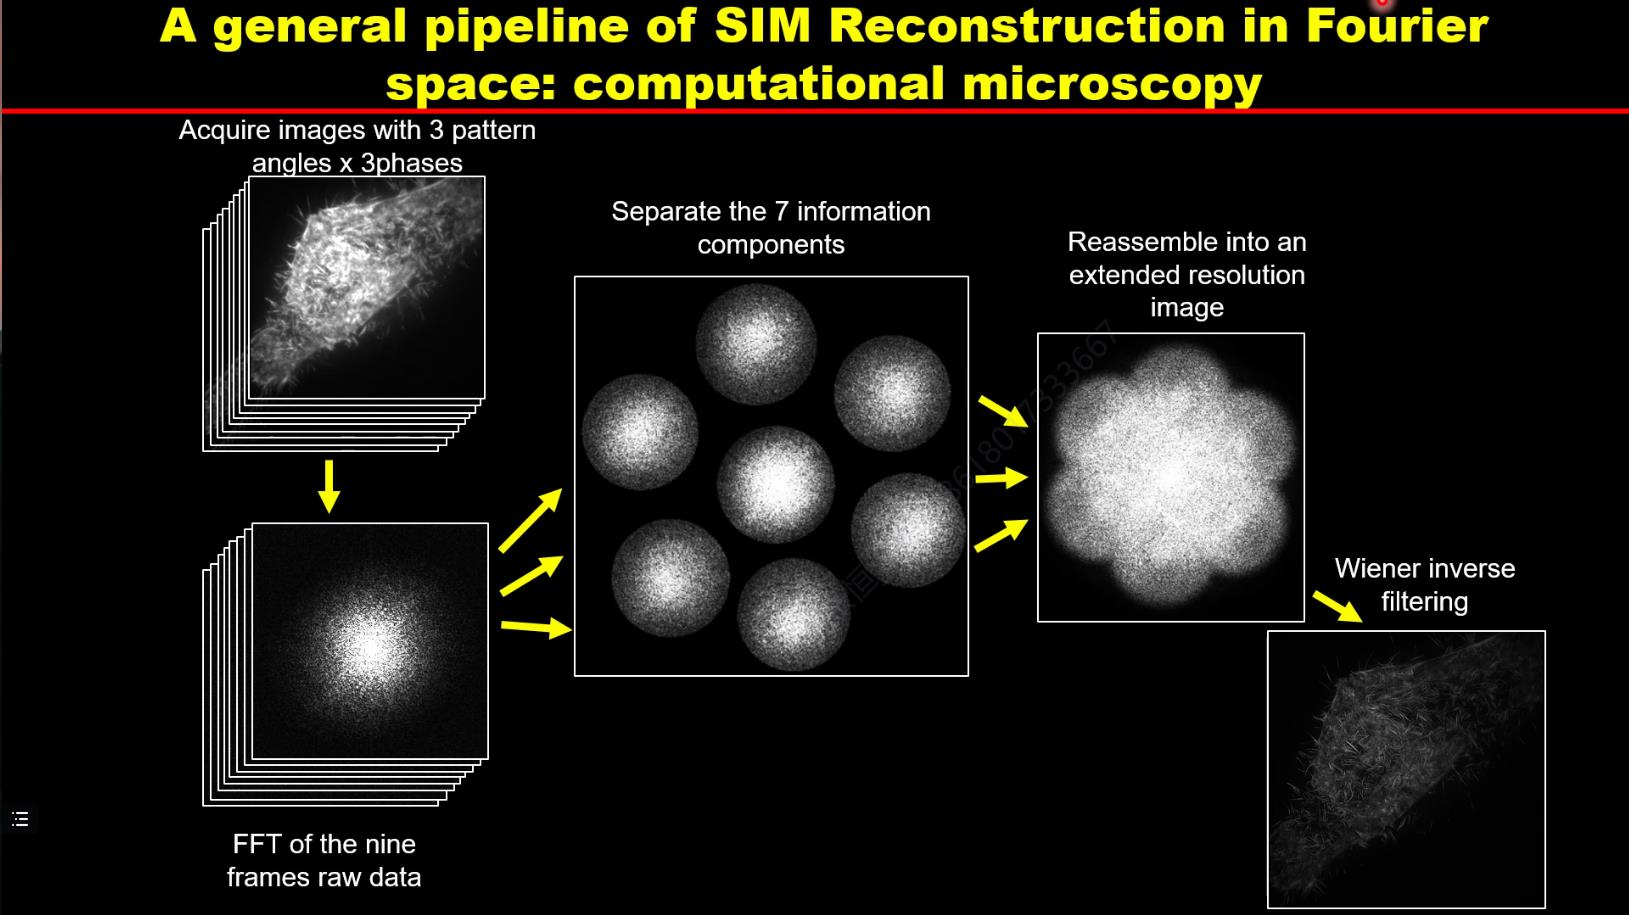 A general pipeline of SIM Reconstruction in Fourier
space: computational microscopy
Acquire images with 3 pattern
angles x 3phases
Separate the 7 information
components
Reassemble into an
extended resolution
image
Wiener inverse
filtering
FFT of the nine
frames raw data